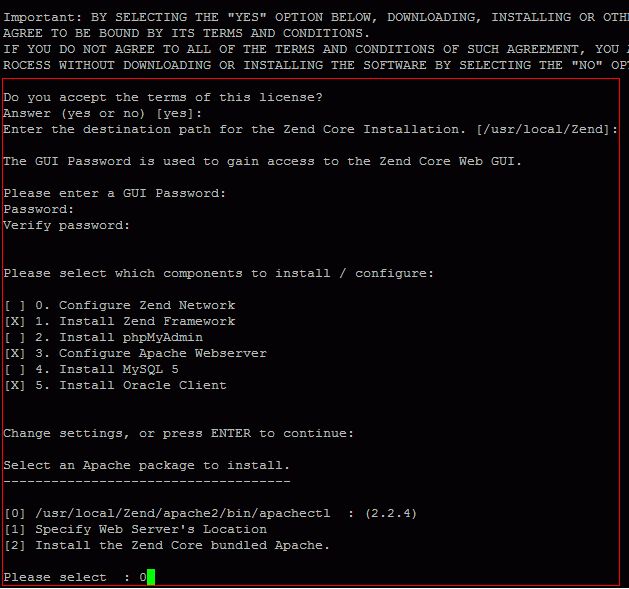 Important: BY SELECTING THE "YES" OPTION BELOW, DOWNLOADING, INSTALLING OR
AGREE TO BE BOUND BY ITS TERMS AND CONDITIONS.
IF YOU DO NOT AGREE TO ALL OF THE TERMS AND CONDITIONS OF SUCH AGREEMENT, YOU
ROCESS WITHOUT DOWNLOADING OR INSTALLING THE SOFTWARE BY SELECTING THE "NO"
Do you accept the terms of this license?
Answer (yes or no) [yes]:
Enter the destination path for the Zend Core Installation. [/usr/local/Zend]:
The GUI Password is used to gain access to the Zend Core Web GUI.
Please enter a GUI Password:
Password:
Verify password:
Please select which components to install / configure:
[ ] 0. Configure Zend Network
[X] 1. Install Zend Framework
[ ] 2. Install phpMyAdmin
[X] 3. Configure Apache Webserver
[ ] 4. Install MySQL 5
[X] 5. Install Oracle Client
Change settings, or press ENTER to continue:
Select an Apache package to install.
------------------------------------
[0] /usr/local/Zend/apache2/bin/apachectl  : (2.2.4)
[1] Specify Web Server's Location
[2] Install the Zend Core bundled Apache.
Please select  : 0